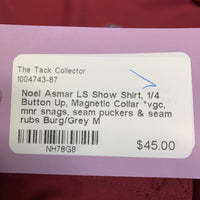 The Tack Collector
1004743-87
Noel Asmar LS Show Shirt, 1/4
Button Up, Magnetic Collar *vgc,
mnr snags, seam puckers & seam
rubs Burg/Grey M
NH78G8
$45.00